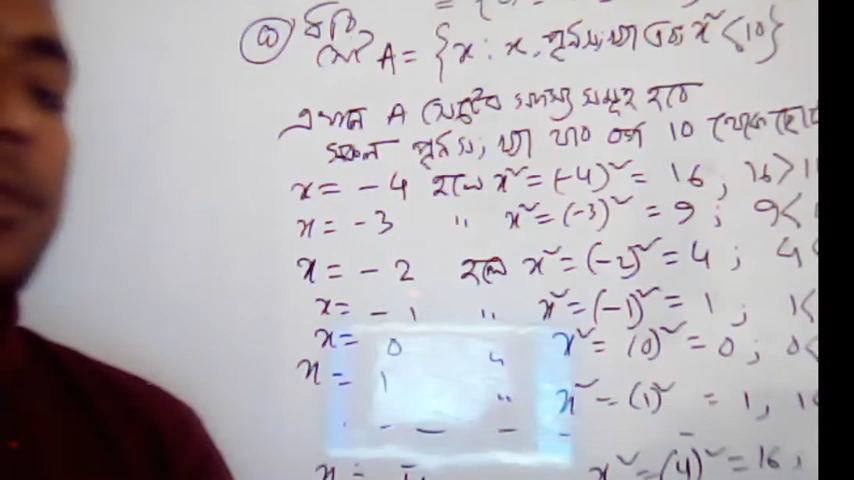 ধরি
সেট A = { x : x, পূর্ণসংখ্যা এবং x² < 10 }
এখানে A সেটের সদস্য সমূহ হবে
সকল পূর্ণসংখ্যা যার বর্গ 10 থেকে
x = - 4 হলে x² = (-4)² = 16 ; 16 > 1
x = - 3 " x² = (-3)² = 9 ; 9 <
x = - 2 হলে x² = (-2)² = 4 ; 4 <
x = - 1 " x² = (-1)² = 1 ; 1 <
x = 0 " x² = (0)² = 0 ; 0 <
x = 1 " x² = (1)² = 1 , 1
x² = (4)² = 16 ,